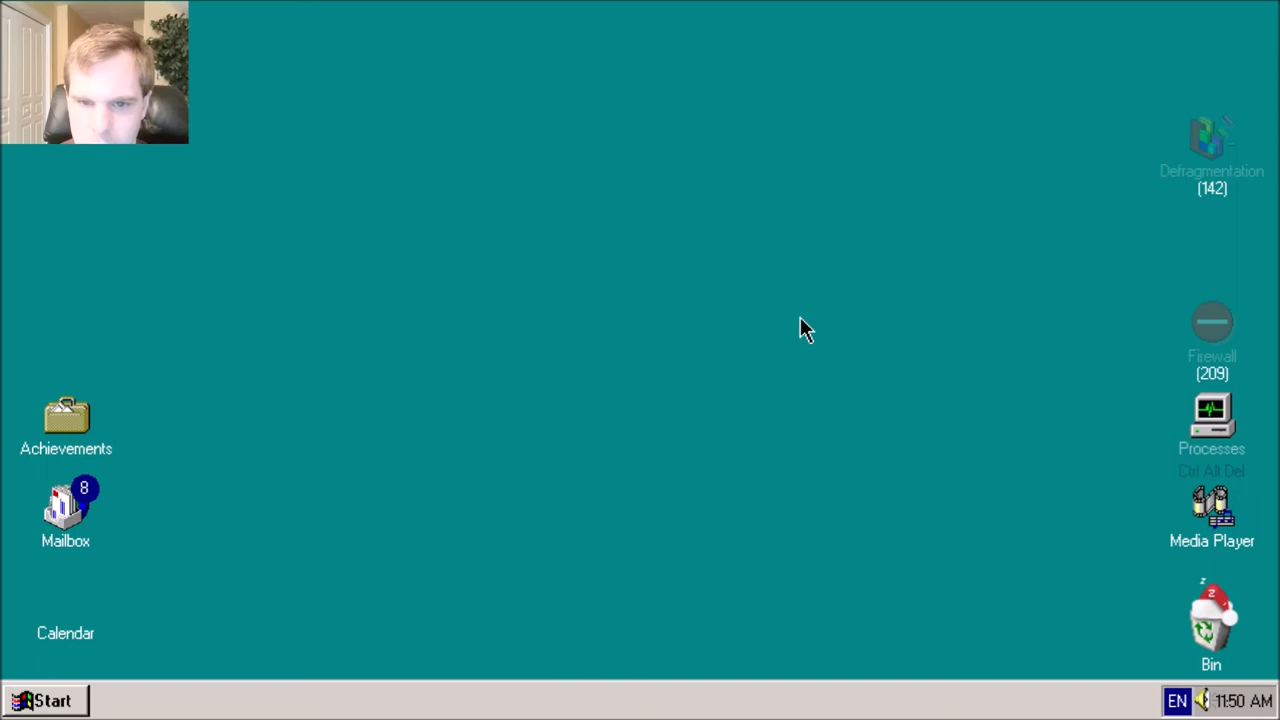 Defragmentation
(142)
Firewall
(209)
Achievements
Processes
Ctrl Alt Del
8
Mailbox
Media Player
Calendar
z
z
Bin
Start
EN
11:50 AM